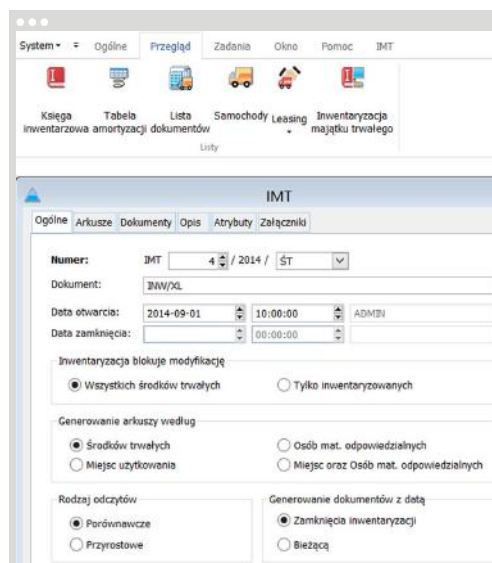 System Ogólne Przegląd Zadania Okno Pomoc IMT
Księga inwentarzowa Tabela amortyzacji Lista dokumentów Samochody Leasing Inwentaryzacja majątku trwałego
Listy
IMT
Ogólne Arkusze Dokumenty Opis Atrybuty Załączniki
Numer: IMT 4 / 2014 / ŚT
Dokument: INW/XL
Data otwarcia: 2014-09-01 10:00:00 ADMIN
Data zamknięcia: 00:00:00
Inwentaryzacja blokuje modyfikację
Wszystkich środków trwałych Tylko inwentaryzowanych
Generowanie arkuszy według
Środków trwałych Osób mat. odpowiedzialnych
Miejsc użytkowania Miejsc oraz Osób mat. odpowiedzialnych
Rodzaj odczytów Generowanie dokumentów z datą
Porównawcze Zamknięcia inwentaryzacji
Przyrostowe Bieżącą